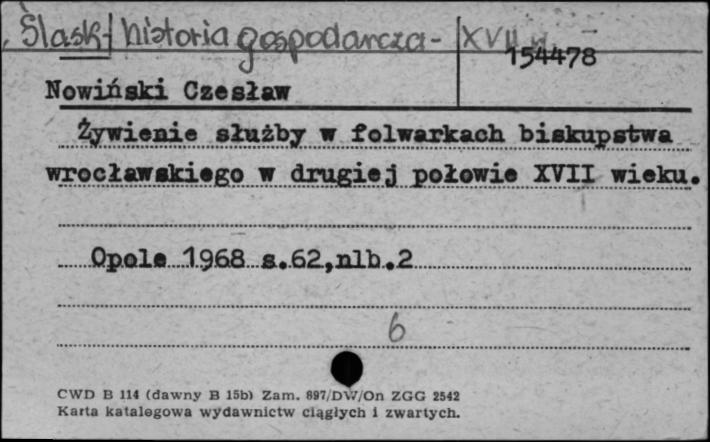 Śląsk - historia gospodarcza - XVII w.
154478
Nowiński Czesław
Żywienie służby w folwarkach biskupstwa
wrocławskiego w drugiej połowie XVII wieku.
Opole 1968 s.62,nlb.2
6
CWD B 114 (dawny B 15b) Zam. 897/DW/On ZGG 2542
Karta katalogowa wydawnictw ciągłych i zwartych.